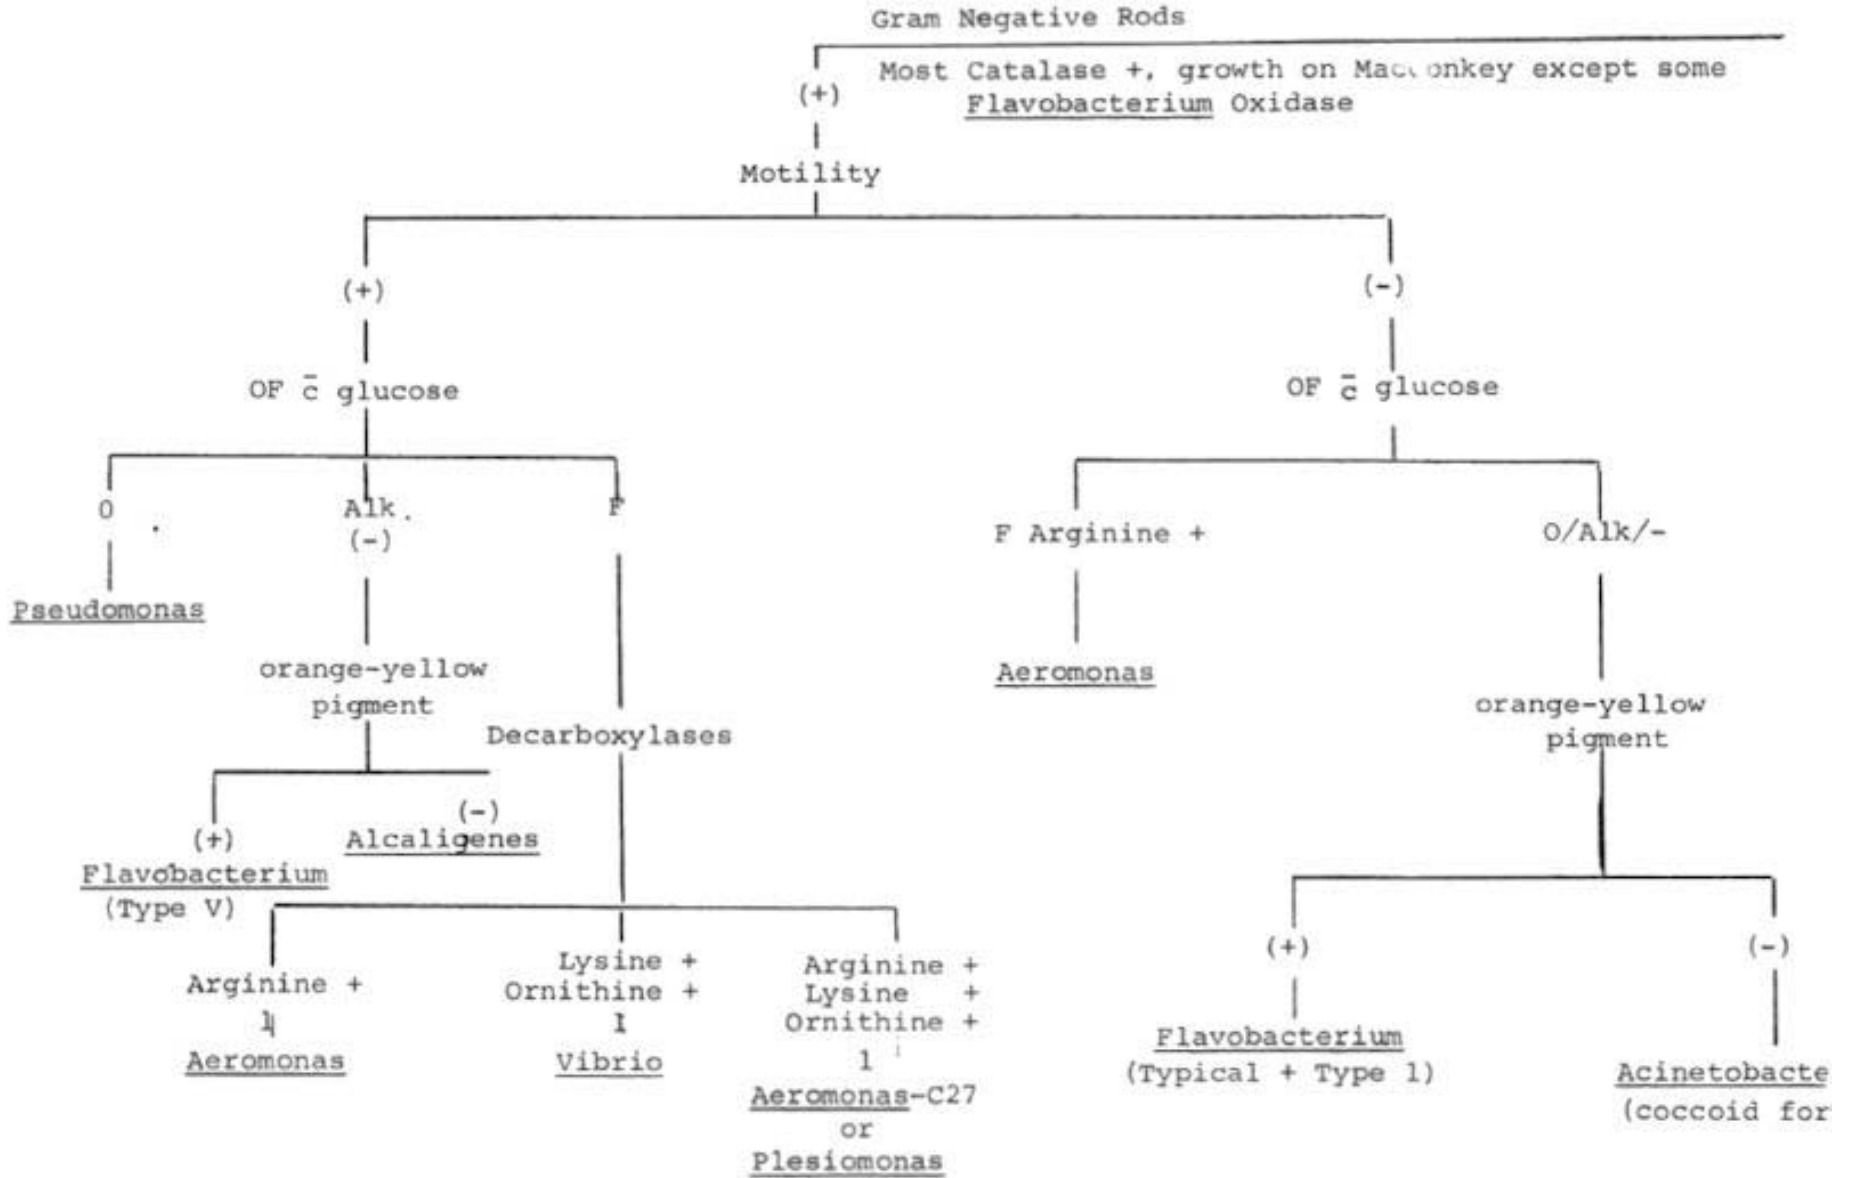 Gram Negative Rods
Most Catalase +, growth on MacConkey except some
Flavobacterium Oxidase
(+)
Motility
(+)
(-)
OF c̄ glucose
OF c̄ glucose
O
Alk.
(-)
F
F Arginine +
O/Alk/-
Pseudomonas
orange-yellow
pigment
Decarboxylases
Aeromonas
orange-yellow
pigment
(+)
Flavobacterium
(Type V)
(-)
Alcaligenes
Arginine +
Aeromonas
Lysine +
Ornithine +
Vibrio
Arginine +
Lysine +
Ornithine +
Aeromonas-C27
or
Plesiomonas
(+)
Flavobacterium
(Typical + Type 1)
(-)
Acinetobacte
(coccoid for